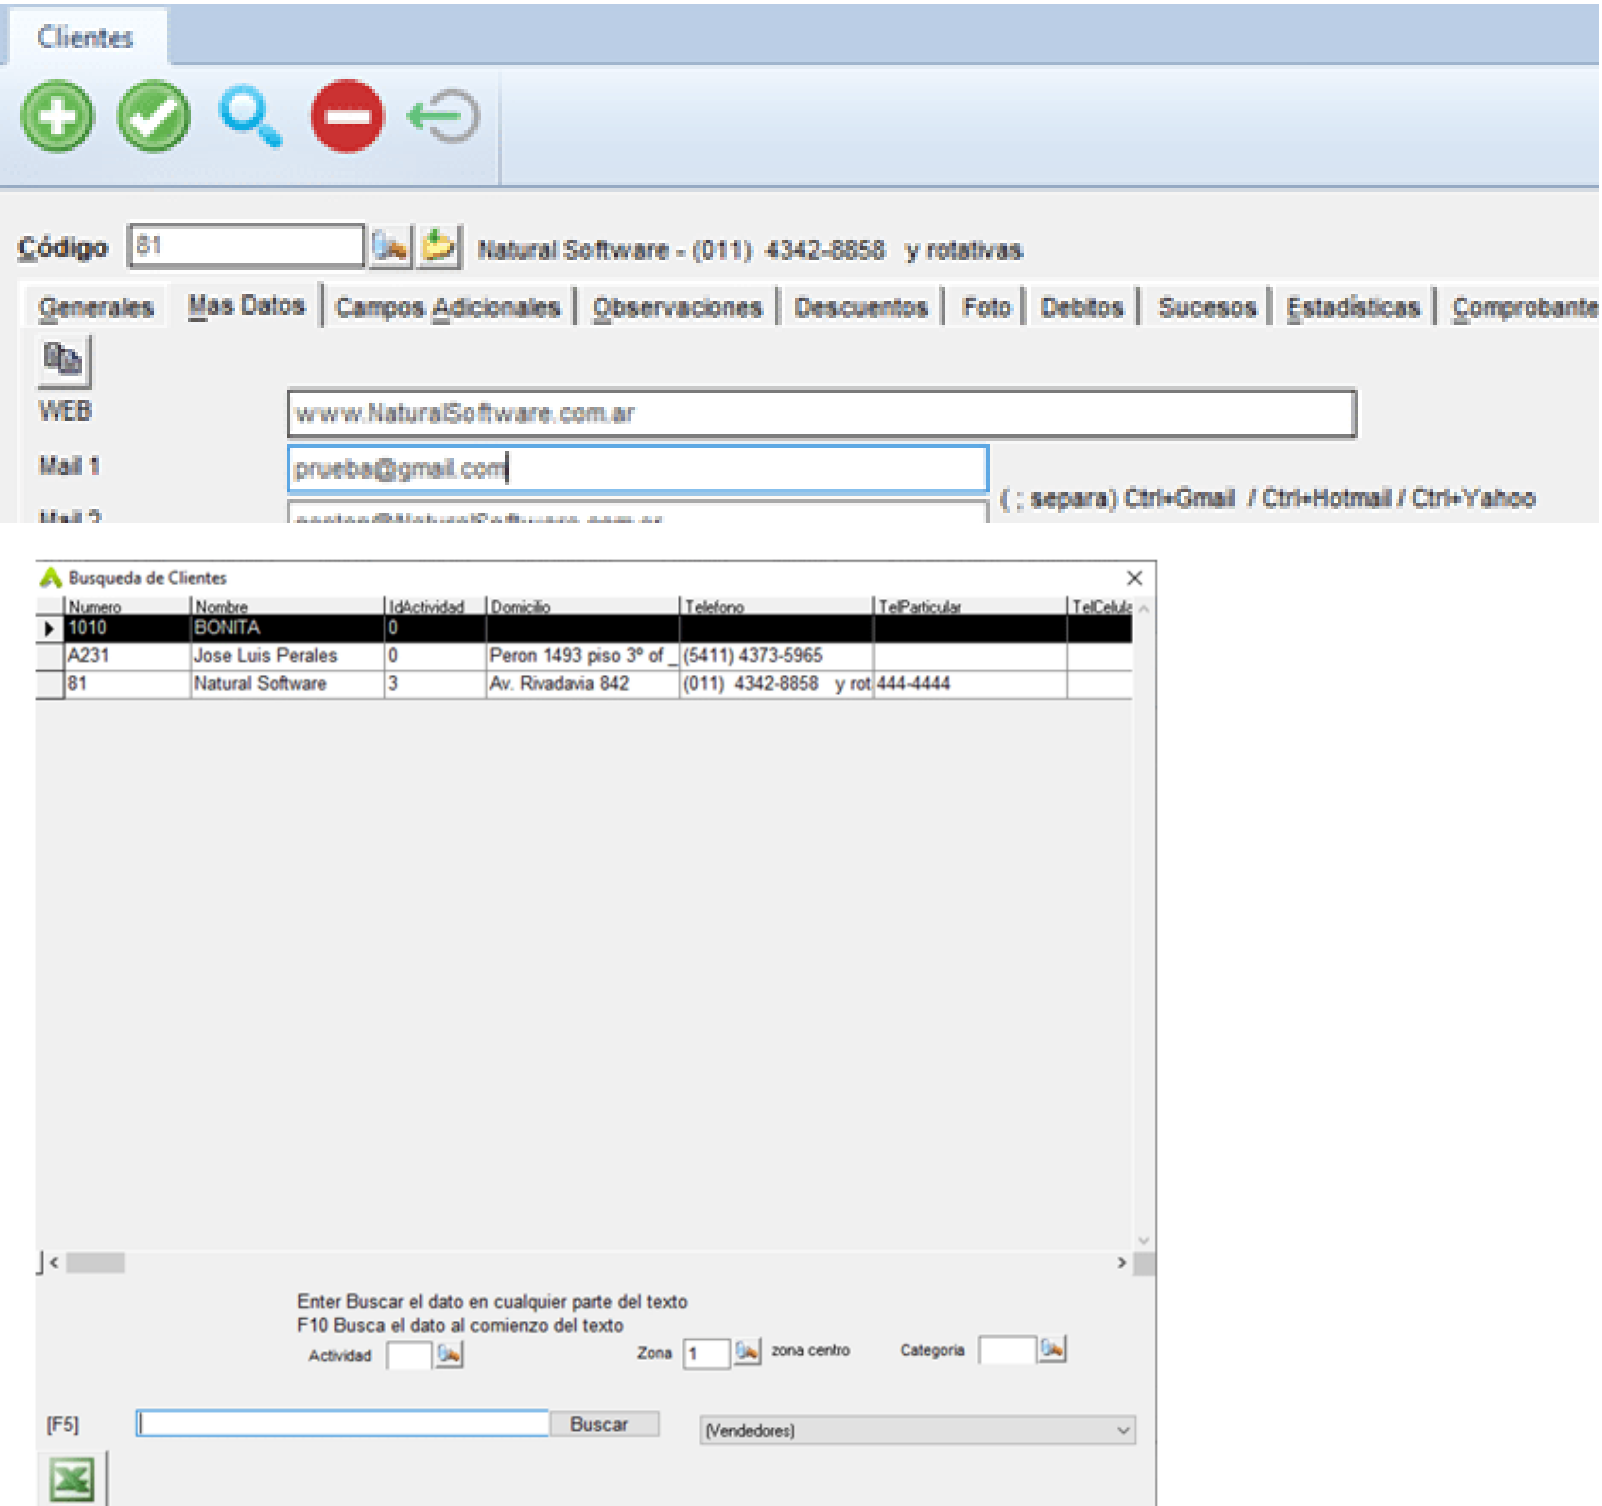 Clientes
Código 81 Natural Software - (011) 4342-8858 y rotativas
Generales Mas Datos Campos Adicionales Observaciones Descuentos Foto Debitos Sucesos Estadísticas Comprobante
WEB www.NaturalSoftware.com.ar
Mail 1 prueba@gmail.com
( ; separa) Ctrl+Gmail / Ctrl+Hotmail / Ctrl+Yahoo
Mail 2
Busqueda de Clientes
Numero Nombre IdActividad Domicilio Telefono TelParticular TelCelula
1010 BONITA 0
A231 Jose Luis Perales 0 Peron 1493 piso 3º of _ (5411) 4373-5965
81 Natural Software 3 Av. Rivadavia 842 (011) 4342-8858 y rot 444-4444
Enter Buscar el dato en cualquier parte del texto
F10 Busca el dato al comienzo del texto
Actividad Zona 1 zona centro Categoria
[F5] Buscar (Vendedores)